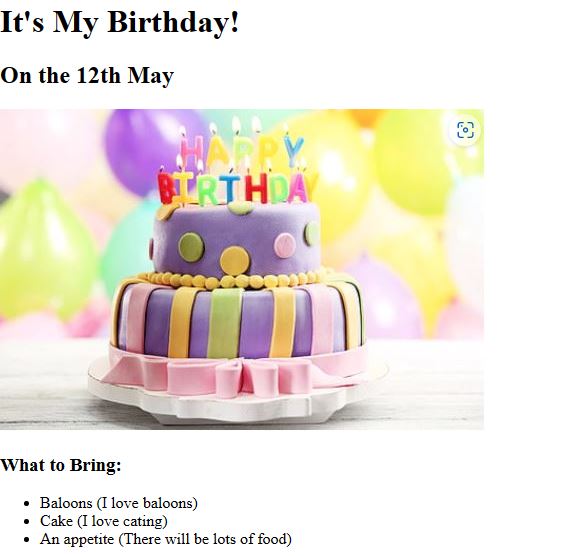 It's My Birthday!
On the 12th May
HAPPY
BIRTHDAY
What to Bring:
Baloons (I love baloons)
Cake (I love cating)
An appetite (There will be lots of food)